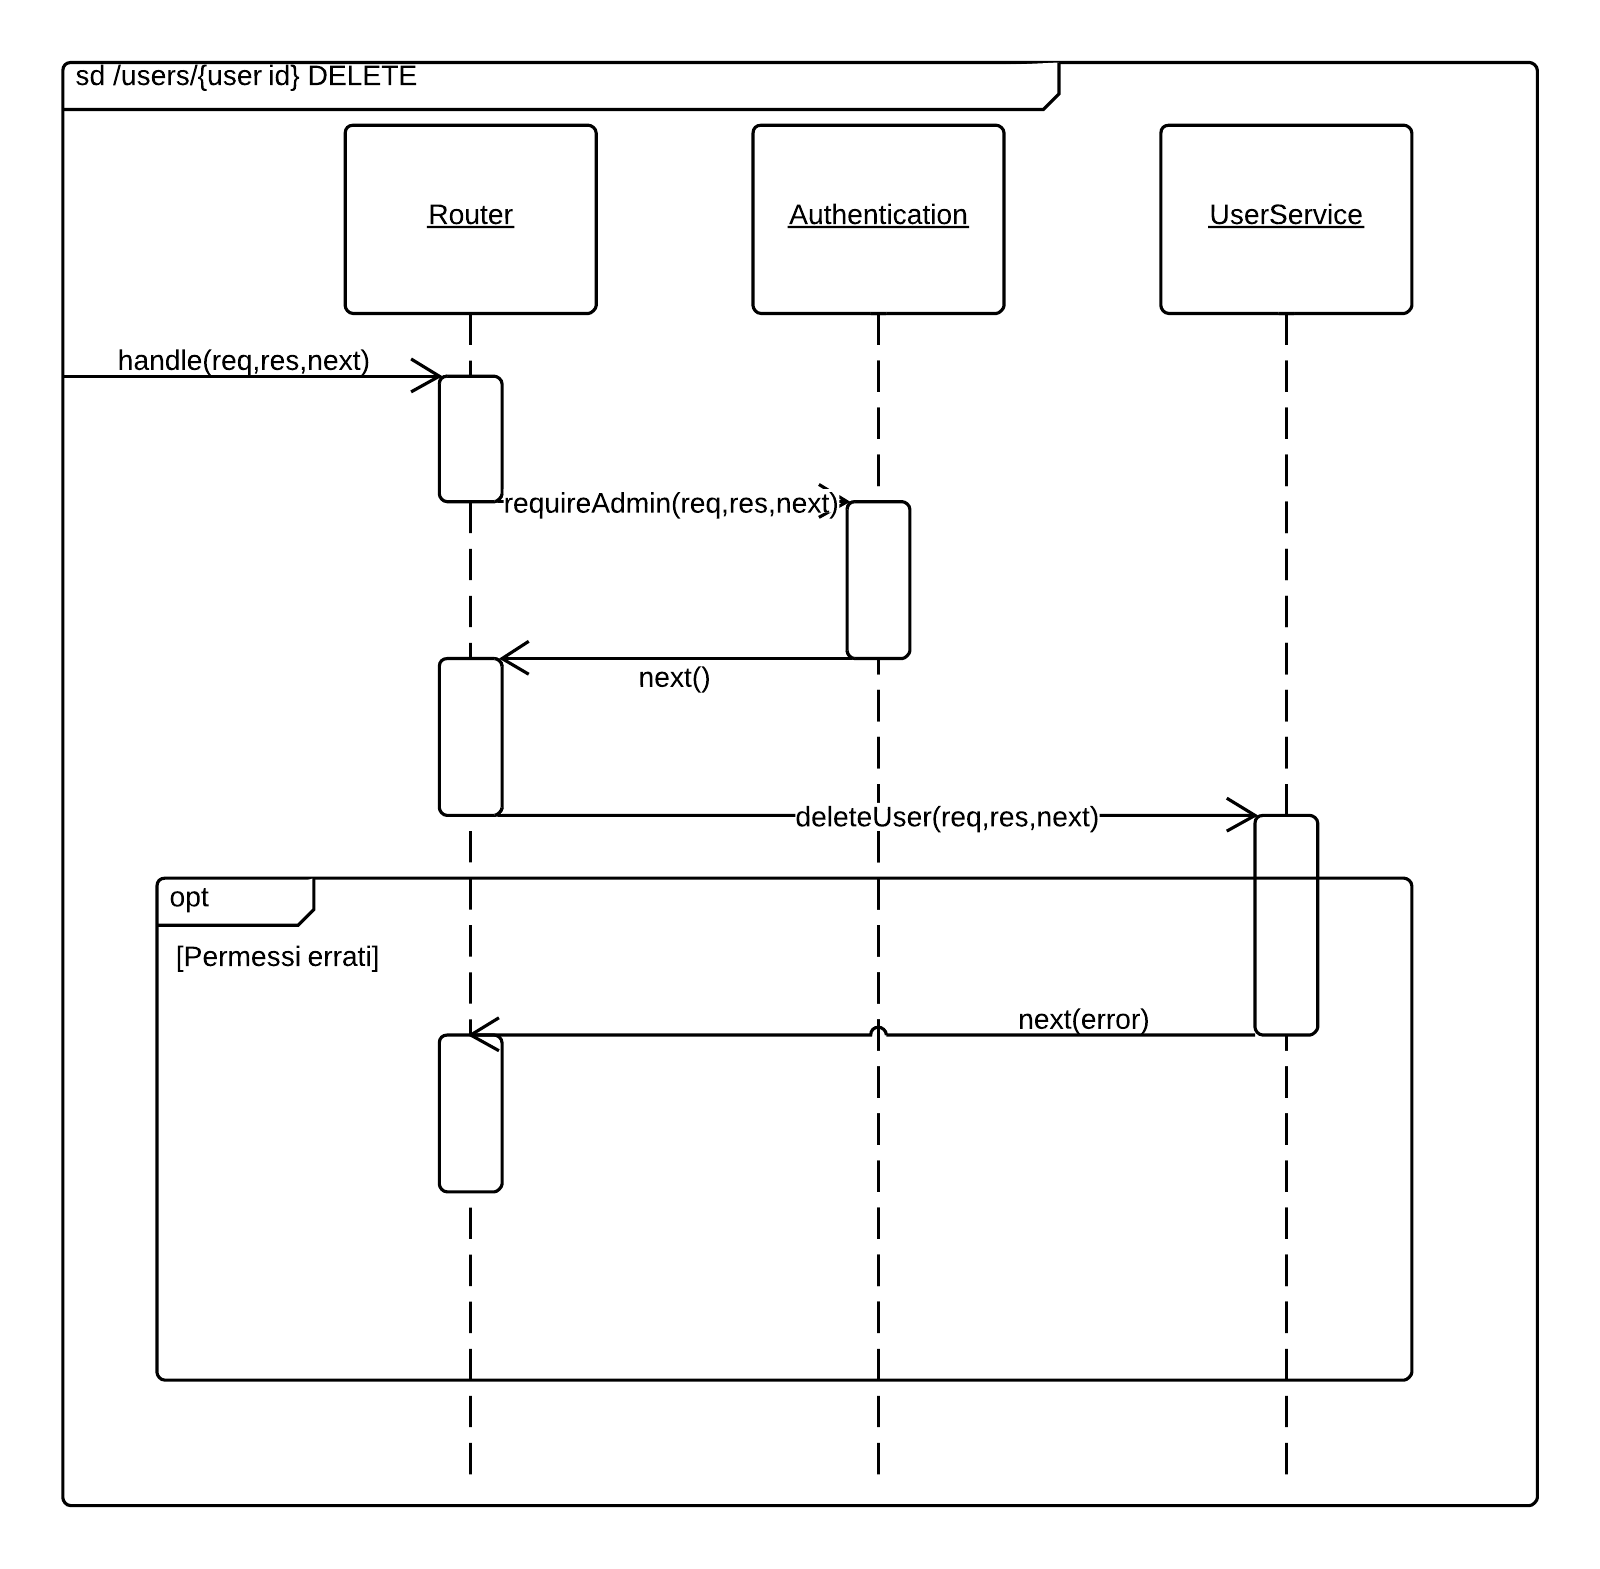 sd /users/{user id} DELETE
Router
Authentication
UserService
handle(req,res,next)
requireAdmin(req,res,next)
next()
deleteUser(req,res,next)
opt
[Permessi errati]
next(error)